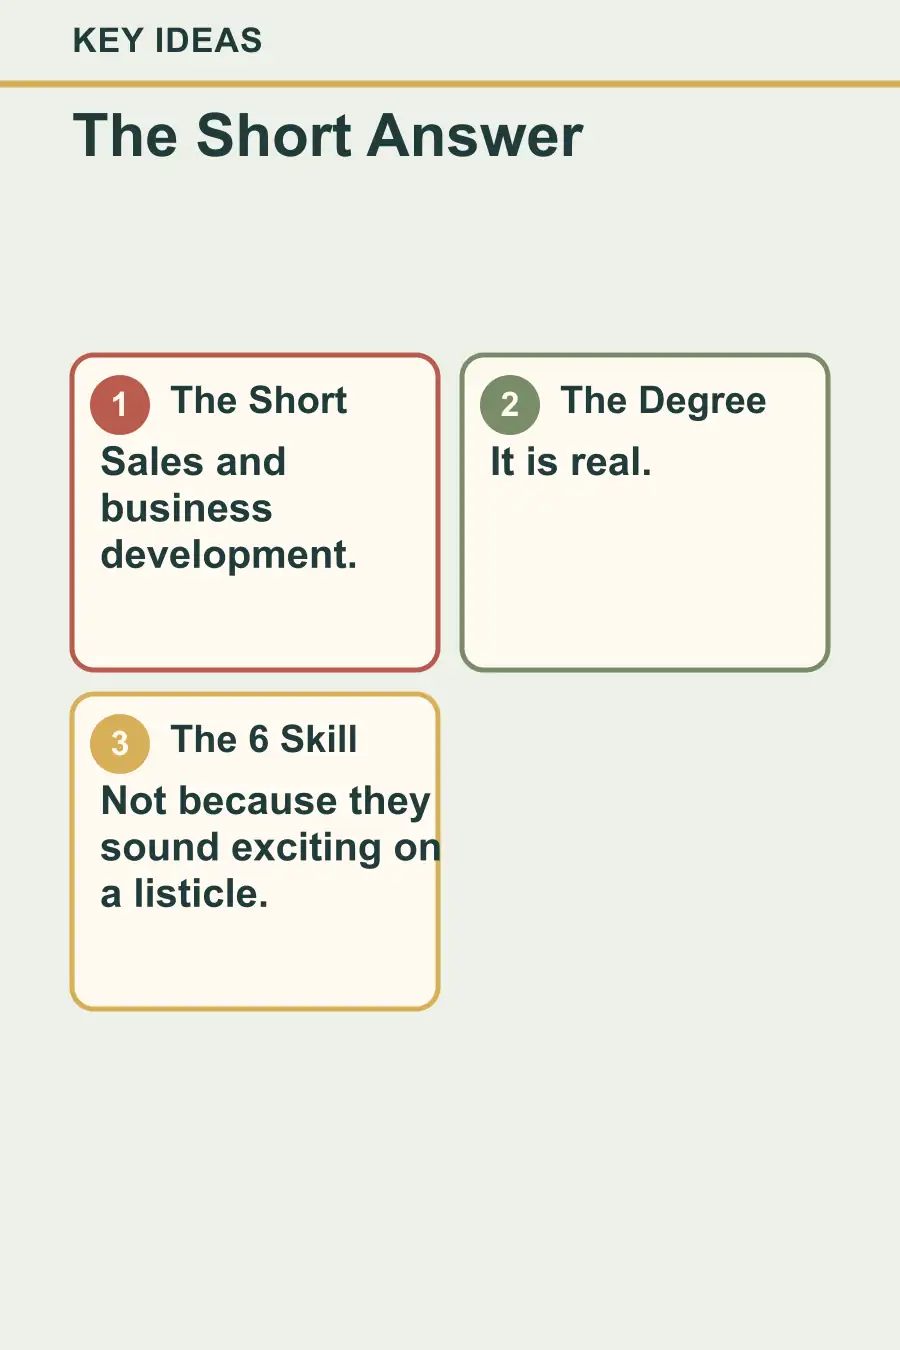 KEY IDEAS
The Short Answer
1 The Short
Sales and
business
development.
2 The Degree
It is real.
3 The 6 Skill
Not because they
sound exciting on
a listicle.